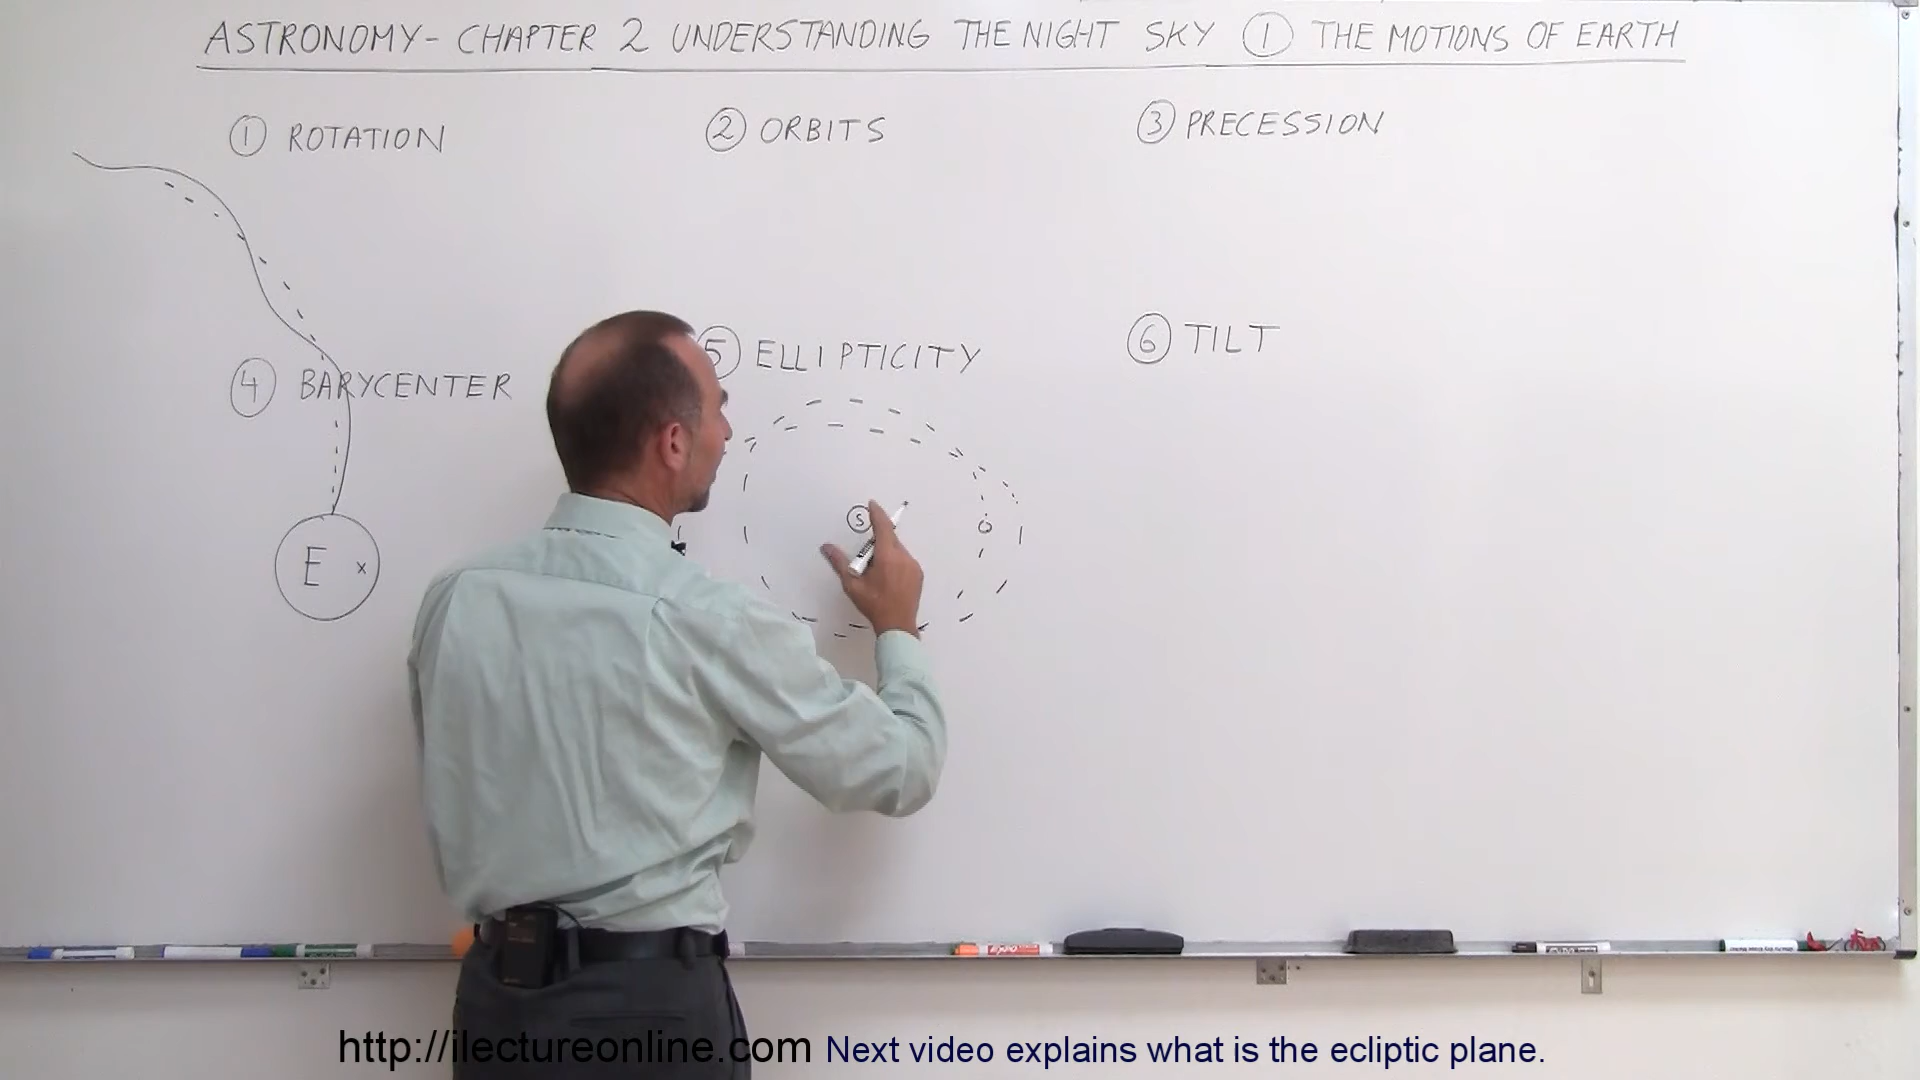 ASTRONOMY - CHAPTER 2 UNDERSTANDING THE NIGHT SKY ① THE MOTIONS OF EARTH
① ROTATION
② ORBITS
③ PRECESSION
④ BARYCENTER
⑤ ELLIPTICITY
⑥ TILT
S
E x
http://ilectureonline.com Next video explains what is the ecliptic plane.